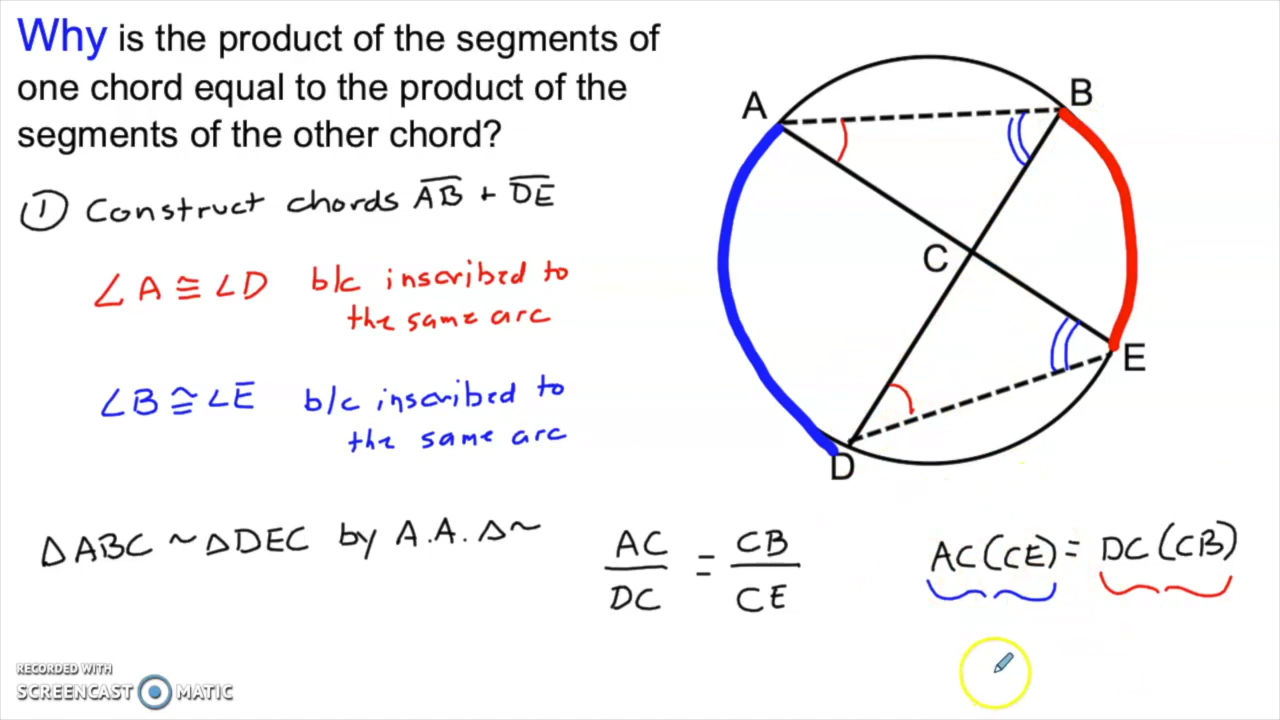 Why is the product of the segments of
one chord equal to the product of the
segments of the other chord?
① Construct chords A̅B̅ + D̅E̅
∠A ≅ ∠D b/c inscribed to
the same arc
∠B ≅ ∠E b/c inscribed to
the same arc
△ABC ~ △DEC by A.A. △~
AC/DC = CB/CE
AC(CE) = DC(CB)
A
B
C
E
D
RECORDED WITH
SCREENCAST MATIC